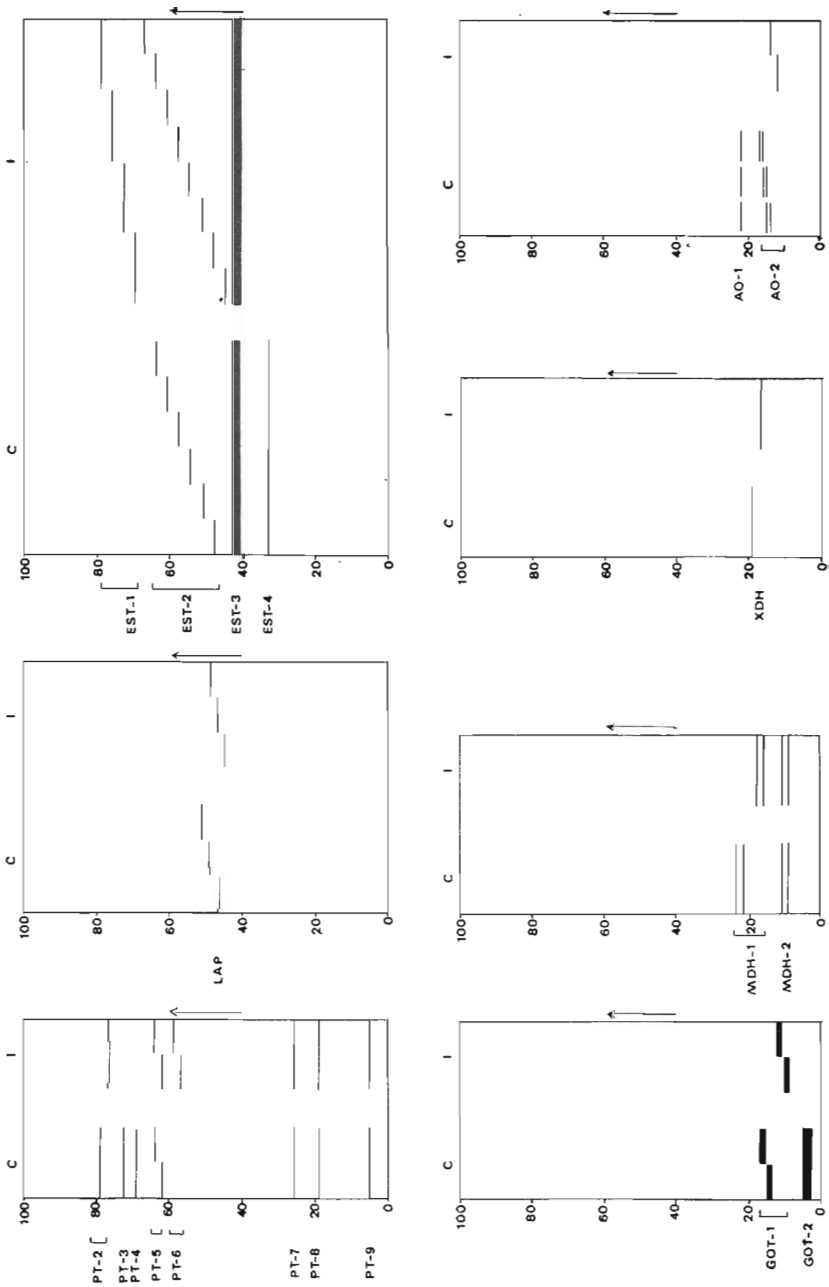 C I
100
80
60
40
20
0
PT-2
PT-3
PT-4
PT-5
PT-6
PT-7
PT-8
PT-9
C I
100
80
60
40
20
0
LAP
C I
100
80
60
40
20
0
EST-1
EST-2
EST-3
EST-4
C I
100
80
60
40
20
0
GOT-1
GOT-2
C I
100
80
60
40
20
0
MDH-1
MDH-2
C I
100
80
60
40
20
0
XDH
C I
100
80
60
40
20
0
AO-1
AO-2